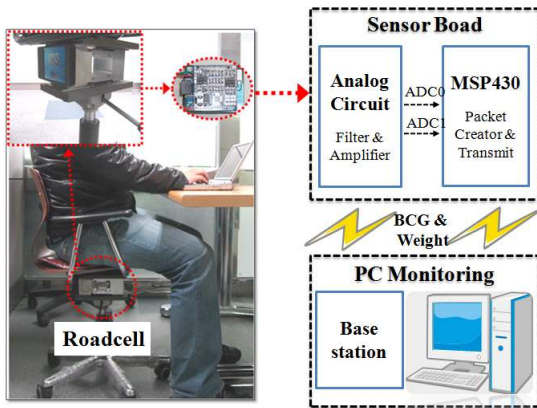 Sensor Boad
Analog
Circuit
Filter &
Amplifier
ADC0
ADC1
MSP430
Packet
Creator &
Transmit
BCG &
Weight
PC Monitoring
Base
station
Roadcell